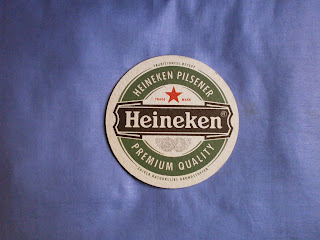 HEINEKEN PILSENER
TRADE MARK
Heineken®
PREMIUM QUALITY